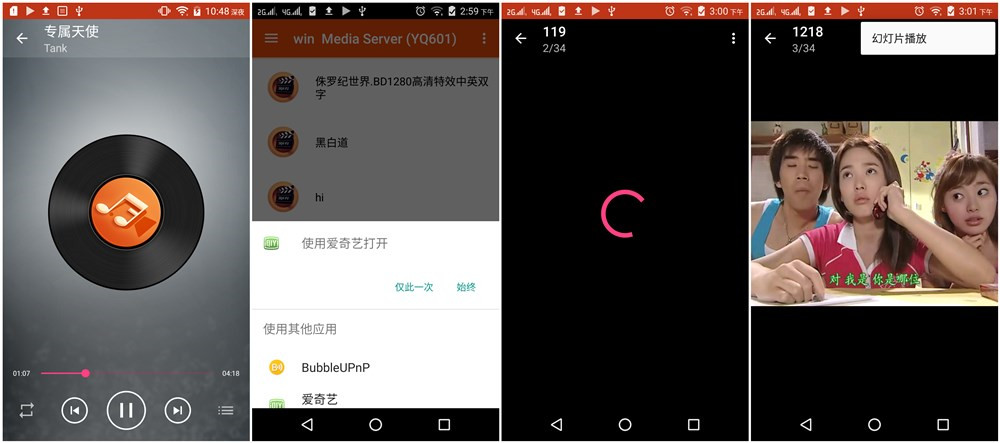 10:48 深夜
专属天使
Tank
01:07
04:18
2G 4G 2:59 下午
win Media Server (YQ601)
侏罗纪世界.BD1280高清特效中英双
字
黑白道
hi
使用爱奇艺打开
仅此一次 始终
使用其他应用
BubbleUPnP
爱奇艺
2G 4G 3:00 下午
119
2/34
2G 4G 3:01 下午
1218
3/34
幻灯片播放
对 我是 你是哪位